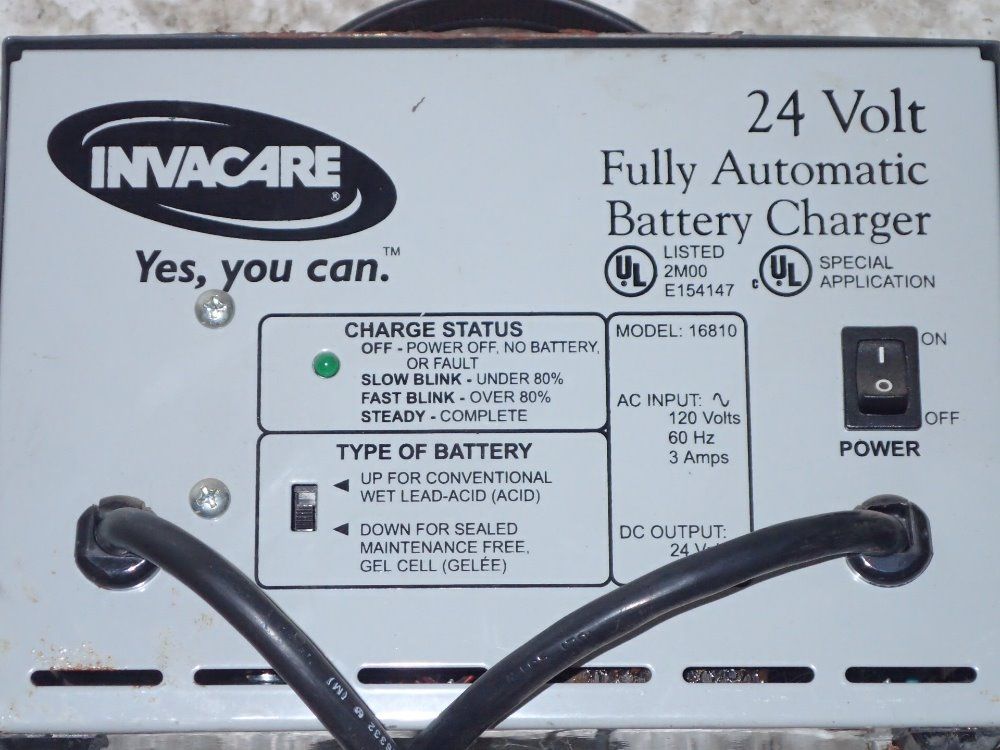 INVACARE ®
Yes, you can.™
24 Volt
Fully Automatic
Battery Charger
UL LISTED
2M00
E154147
c UL SPECIAL
APPLICATION
CHARGE STATUS
OFF - POWER OFF, NO BATTERY,
OR FAULT
SLOW BLINK - UNDER 80%
FAST BLINK - OVER 80%
STEADY - COMPLETE
TYPE OF BATTERY
◄ UP FOR CONVENTIONAL
WET LEAD-ACID (ACID)
◄ DOWN FOR SEALED
MAINTENANCE FREE,
GEL CELL (GELÉE)
MODEL: 16810
AC INPUT: ∿
120 Volts
60 Hz
3 Amps
DC OUTPUT:
24
I
O
ON
OFF
POWER
(M)